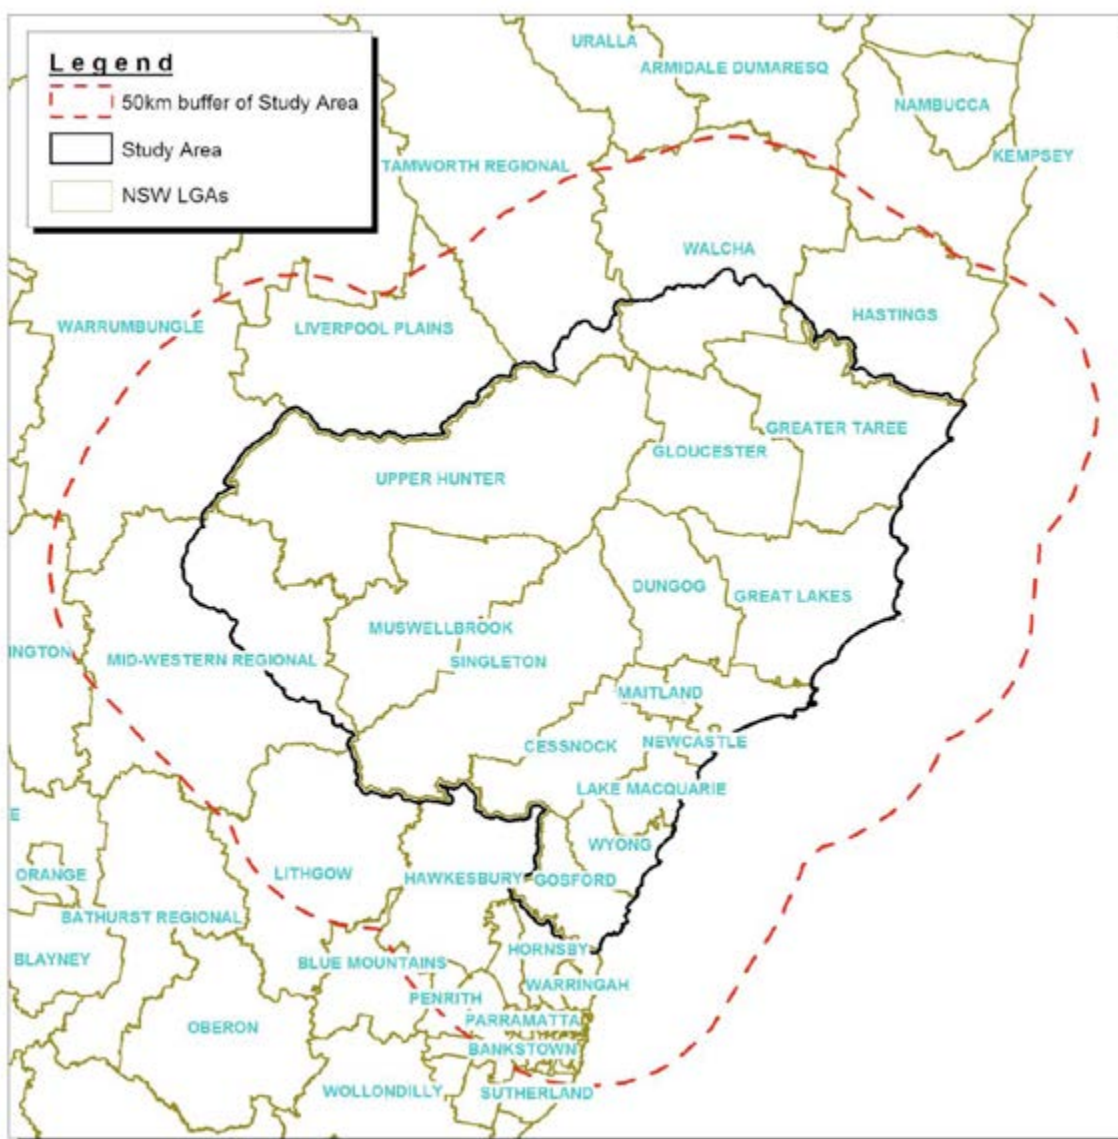 Legend
50km buffer of Study Area
Study Area
NSW LGAs
URALLA
ARMIDALE DUMARESQ
NAMBUCCA
KEMPSEY
TAMWORTH REGIONAL
WALCHA
HASTINGS
WARRUMBUNGLE
LIVERPOOL PLAINS
GREATER TAREE
GLOUCESTER
UPPER HUNTER
DUNGOG
GREAT LAKES
MUSWELLBROOK
INGTON
MID-WESTERN REGIONAL
SINGLETON
MAITLAND
CESSNOCK
NEWCASTLE
LAKE MACQUARIE
E
WYONG
ORANGE
LITHGOW
HAWKESBURY
GOSFORD
BATHURST REGIONAL
HORNSBY
BLAYNEY
BLUE MOUNTAINS
WARRINGAH
PENRITH
PARRAMATTA
OBERON
BANKSTOWN
WOLLONDILLY
SUTHERLAND